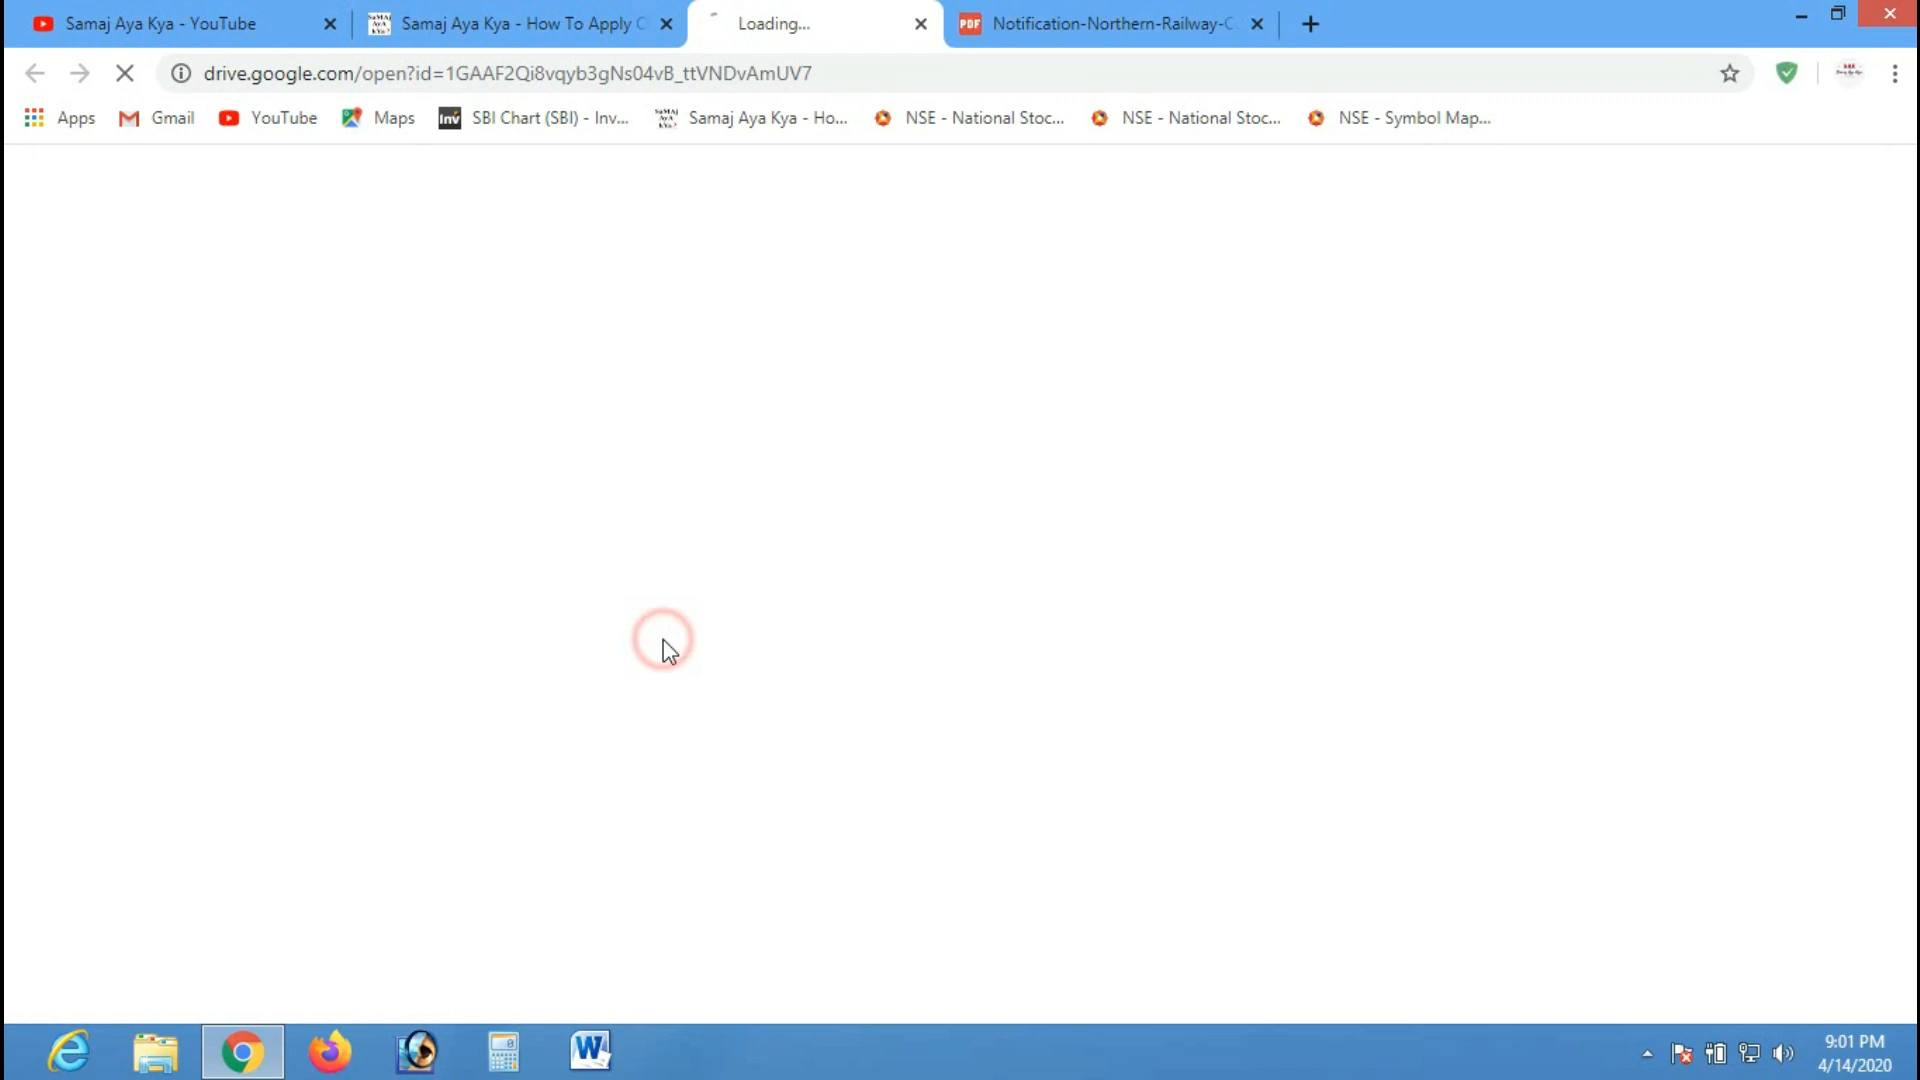 Samaj Aya Kya - YouTube
Samaj Aya Kya - How To Apply
Loading...
PDF
Notification-Northern-Railway-C
drive.google.com/open?id=1GAAF2Qi8vqyb3gNs04vB_ttVNDvAmUV7
Apps
Gmail
YouTube
Maps
Inv
SBI Chart (SBI) - Inv...
Samaj Aya Kya - Ho...
NSE - National Stoc...
NSE - National Stoc...
NSE - Symbol Map...
9:01 PM
4/14/2020